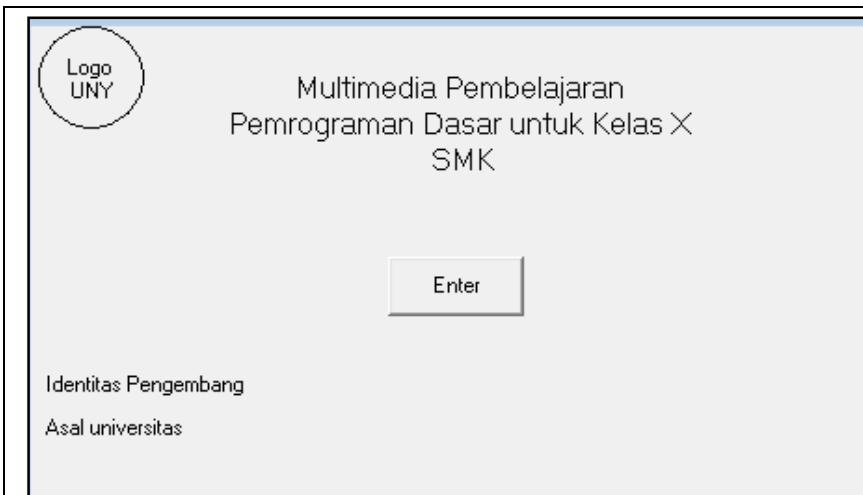 Logo
UNY
Multimedia Pembelajaran
Pemrograman Dasar untuk Kelas X
SMK
Enter
Identitas Pengembang
Asal universitas